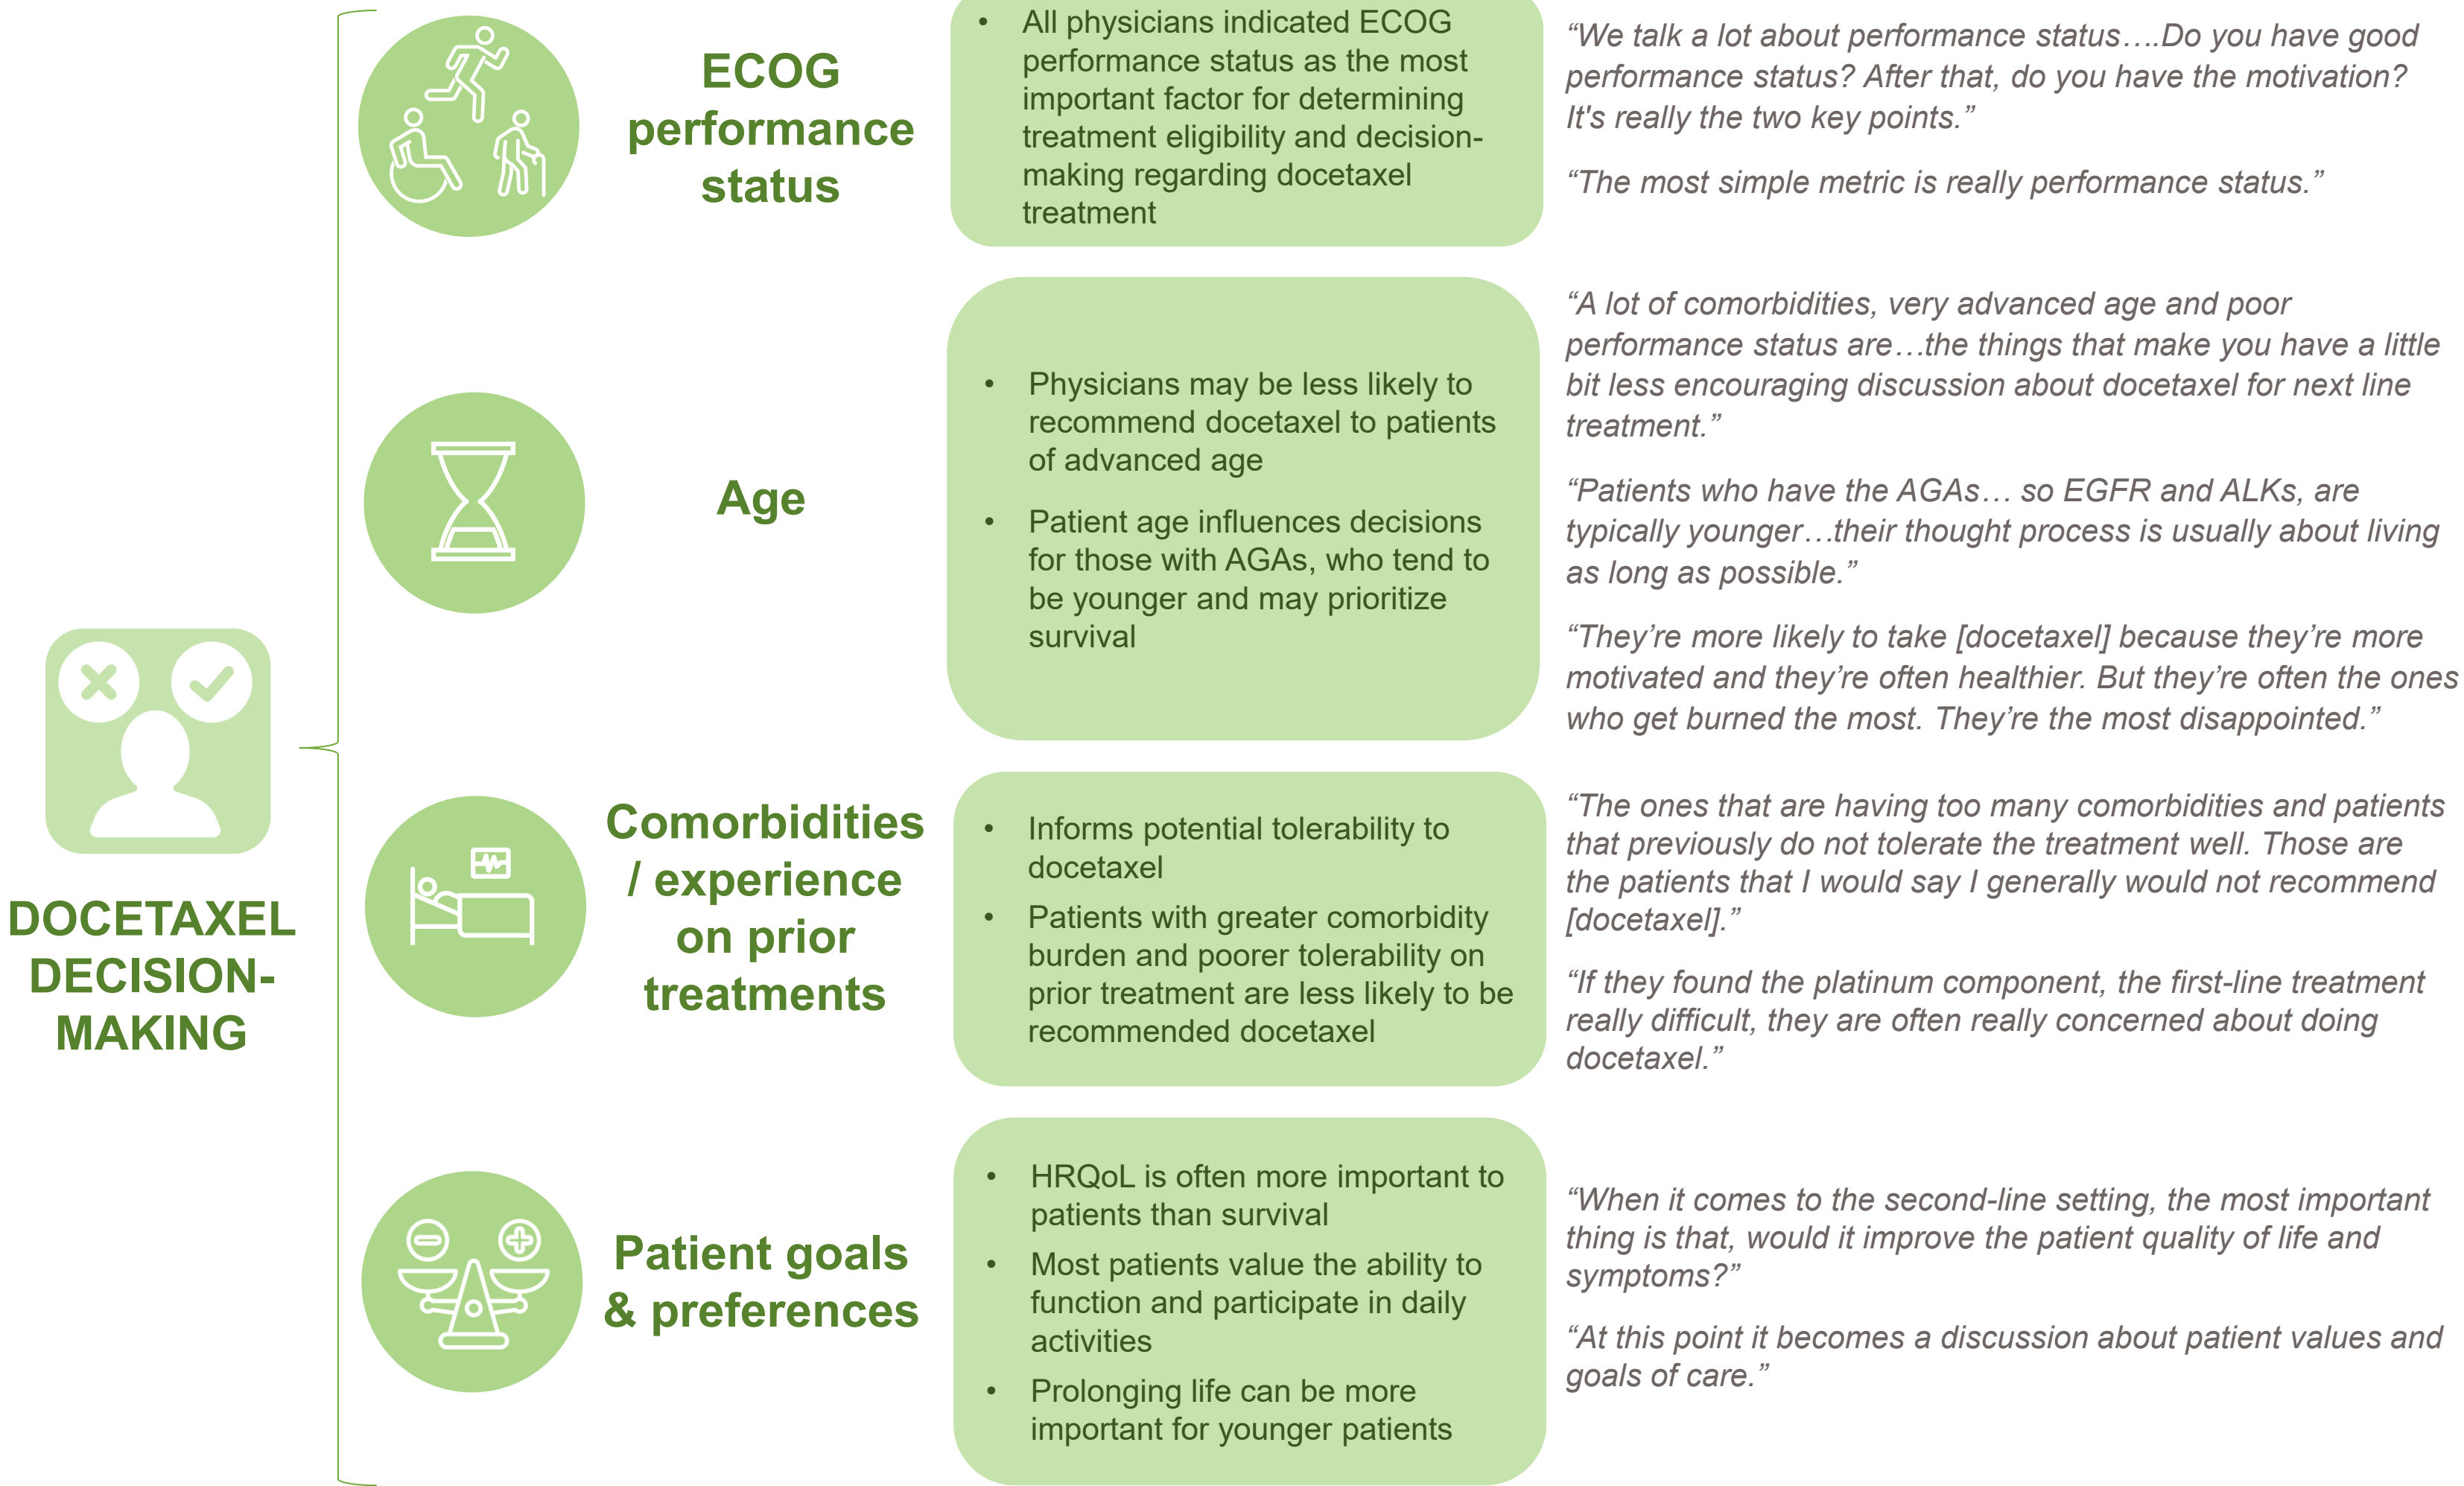 DOCETAXEL
DECISION-
MAKING
ECOG
performance
status
• All physicians indicated ECOG
performance status as the most
important factor for determining
treatment eligibility and decision-
making regarding docetaxel
treatment
“We talk a lot about performance status….Do you have good
performance status? After that, do you have the motivation?
It's really the two key points.”
“The most simple metric is really performance status.”
Age
• Physicians may be less likely to
recommend docetaxel to patients
of advanced age
• Patient age influences decisions
for those with AGAs, who tend to
be younger and may prioritize
survival
“A lot of comorbidities, very advanced age and poor
performance status are…the things that make you have a little
bit less encouraging discussion about docetaxel for next line
treatment.”
“Patients who have the AGAs… so EGFR and ALKs, are
typically younger…their thought process is usually about living
as long as possible.”
“They’re more likely to take [docetaxel] because they’re more
motivated and they’re often healthier. But they’re often the ones
who get burned the most. They’re the most disappointed.”
Comorbidities
/ experience
on prior
treatments
• Informs potential tolerability to
docetaxel
• Patients with greater comorbidity
burden and poorer tolerability on
prior treatment are less likely to be
recommended docetaxel
“The ones that are having too many comorbidities and patients
that previously do not tolerate the treatment well. Those are
the patients that I would say I generally would not recommend
[docetaxel].”
“If they found the platinum component, the first-line treatment
really difficult, they are often really concerned about doing
docetaxel.”
Patient goals
& preferences
• HRQoL is often more important to
patients than survival
• Most patients value the ability to
function and participate in daily
activities
• Prolonging life can be more
important for younger patients
“When it comes to the second-line setting, the most important
thing is that, would it improve the patient quality of life and
symptoms?”
“At this point it becomes a discussion about patient values and
goals of care.”